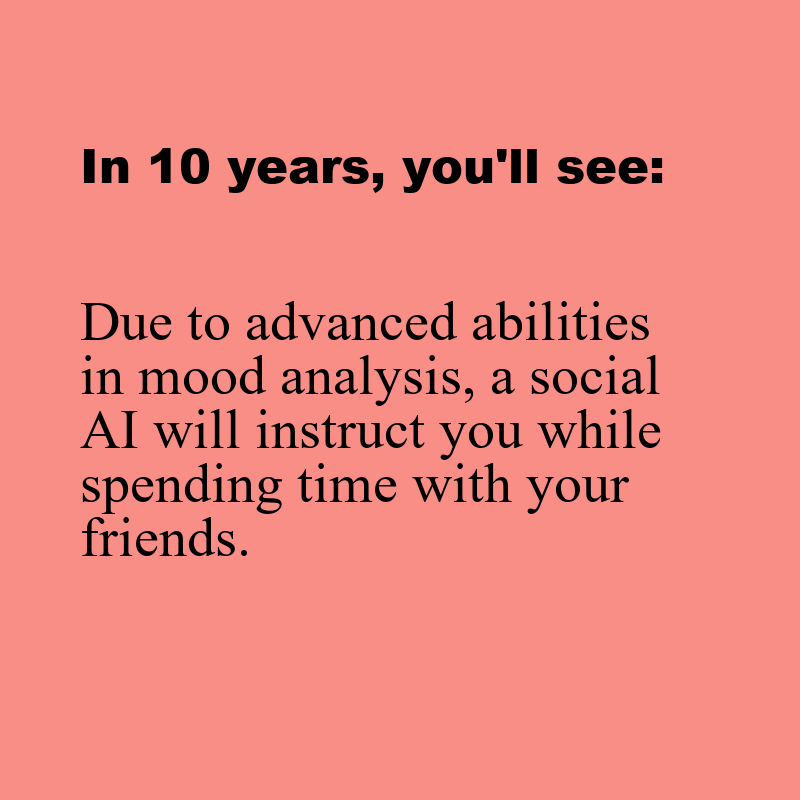 In 10 years, you'll see:
Due to advanced abilities
in mood analysis, a social
AI will instruct you while
spending time with your
friends.